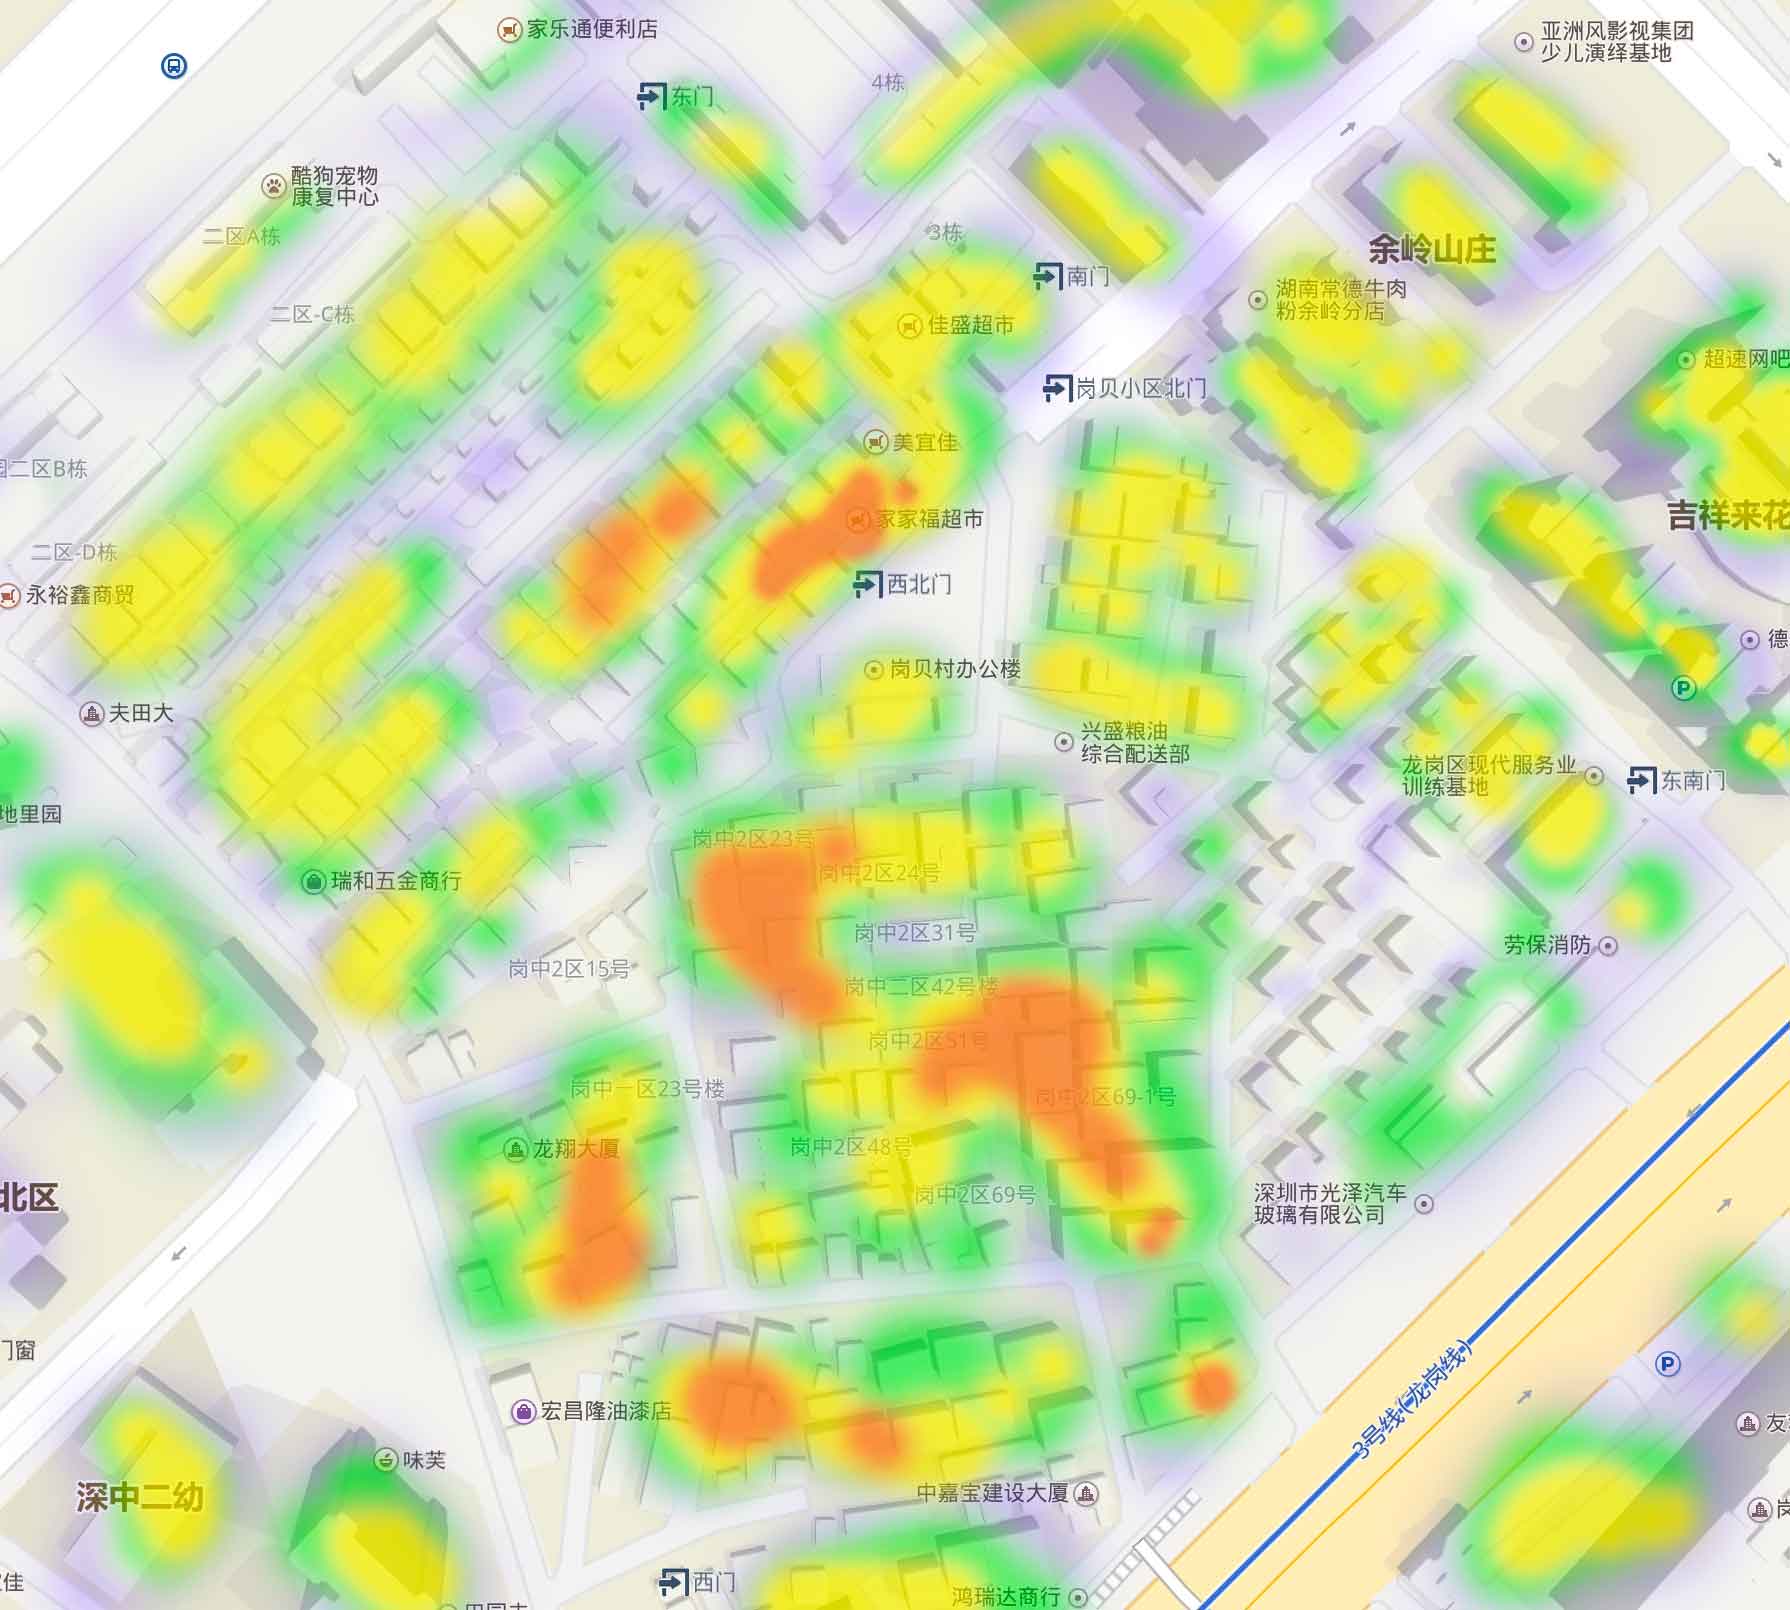 家乐通便利店
亚洲风影视集团
少儿演绎基地
4栋
东门
酷狗宠物
康复中心
二区A栋
3栋
余岭山庄
南门
湖南常德牛肉
粉余岭分店
二区-C栋
佳盛超市
超速网吧
岗贝小区北门
美宜佳
二区B栋
吉祥来花
家家福超市
二区-D栋
西北门
永裕鑫商贸
德
岗贝村办公楼
P
夫田大
兴盛粮油
综合配送部
龙岗区现代服务业
训练基地
东南门
地里园
岗中2区23号
岗中2区24号
瑞和五金商行
岗中2区31号
劳保消防
岗中2区15号
岗中二区42号楼
岗中2区51号
岗中一区23号楼
岗中2区69-1号
龙翔大厦
岗中2区48号
北区
岗中2区69号
深圳市光泽汽车
玻璃有限公司
门窗
P
3号线(龙岗线)
宏昌隆油漆店
友
味芙
深中二幼
中嘉宝建设大厦
岗
佳
西门
鸿瑞达商行